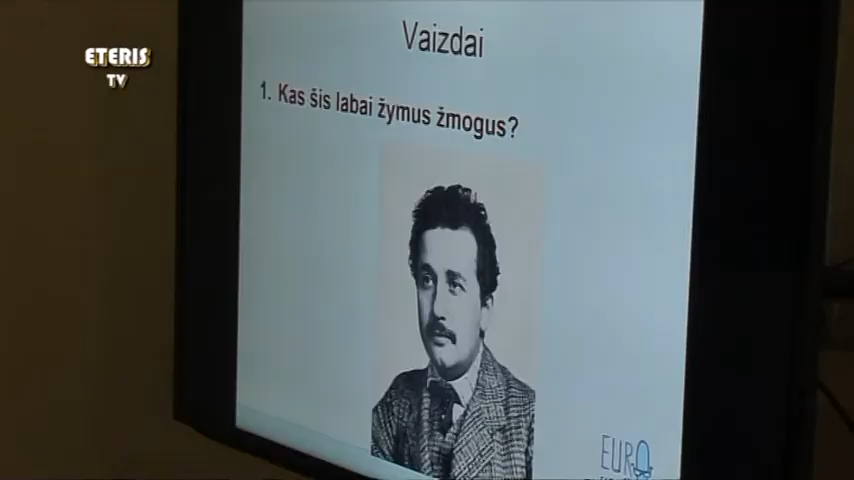 ETERIS
TV
Vaizdai
1. Kas šis labai žymus žmogus?
EURO